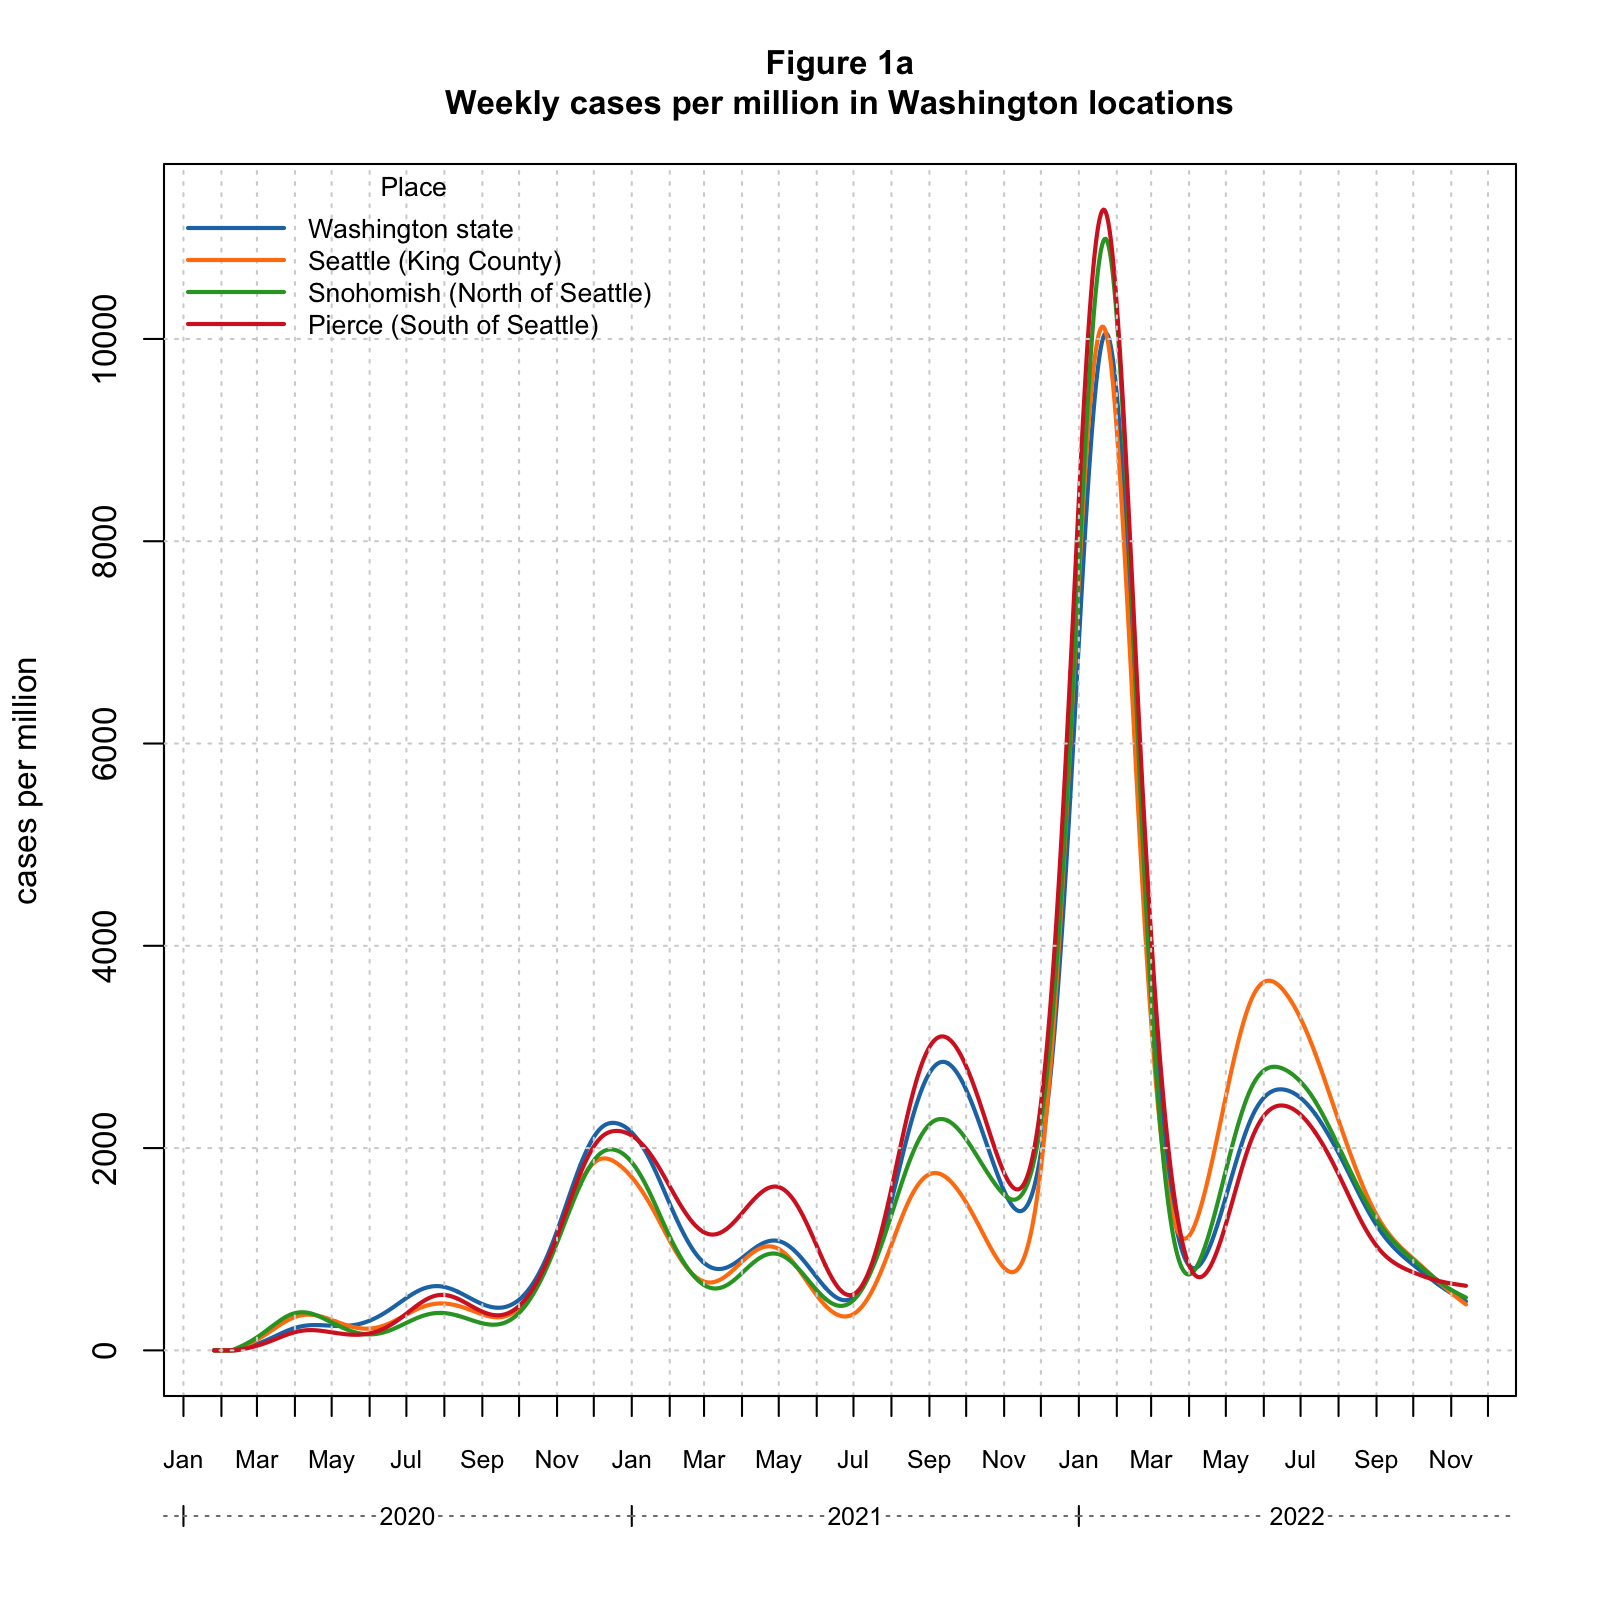 Figure 1a
Weekly cases per million in Washington locations
Place
Washington state
Seattle (King County)
Snohomish (North of Seattle)
Pierce (South of Seattle)
cases per million
10000
8000
6000
4000
2000
0
Jan Mar May Jul Sep Nov Jan Mar May Jul Sep Nov Jan Mar May Jul Sep Nov
2020 2021 2022